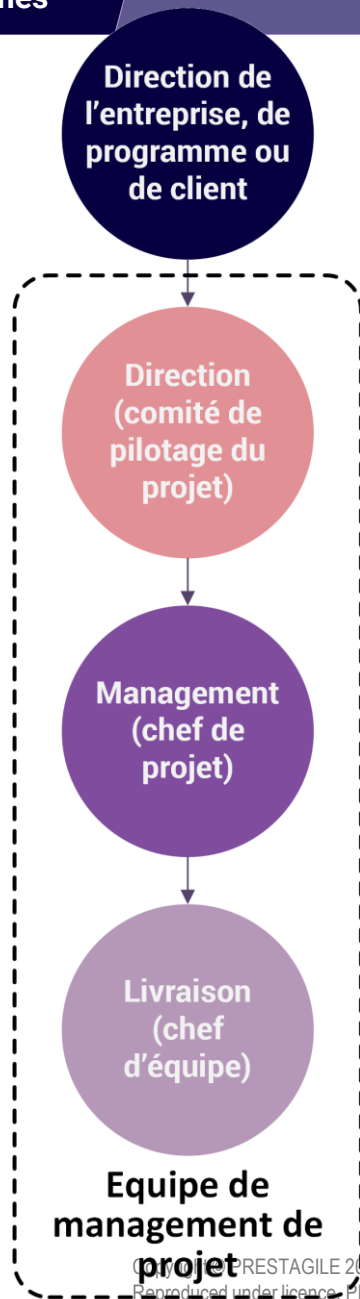 Direction de
l’entreprise, de
programme ou
de client
Direction
(comité de
pilotage du
projet)
Management
(chef de
projet)
Livraison
(chef
d’équipe)
Equipe de
management de
projet
PRESTAGILE 20
Reproduced under licence